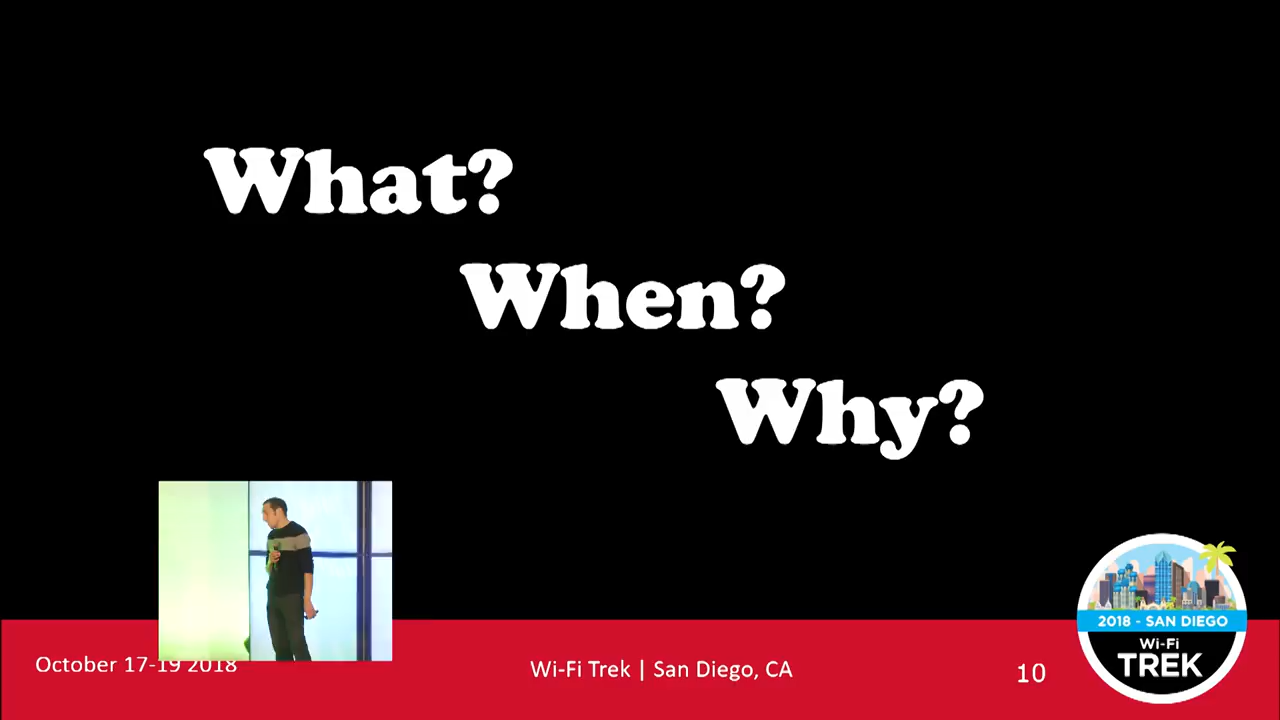 What?
When?
Why?
October 17-19 2018
Wi-Fi Trek | San Diego, CA
10
2018 - SAN DIEGO
Wi-Fi
TREK